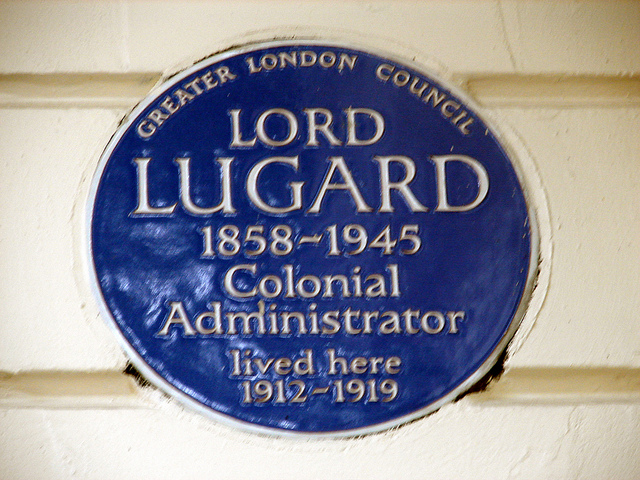 GREATER LONDON COUNCIL
LORD
LUGARD
1858-1945
Colonial
Administrator
lived here
1912-1919